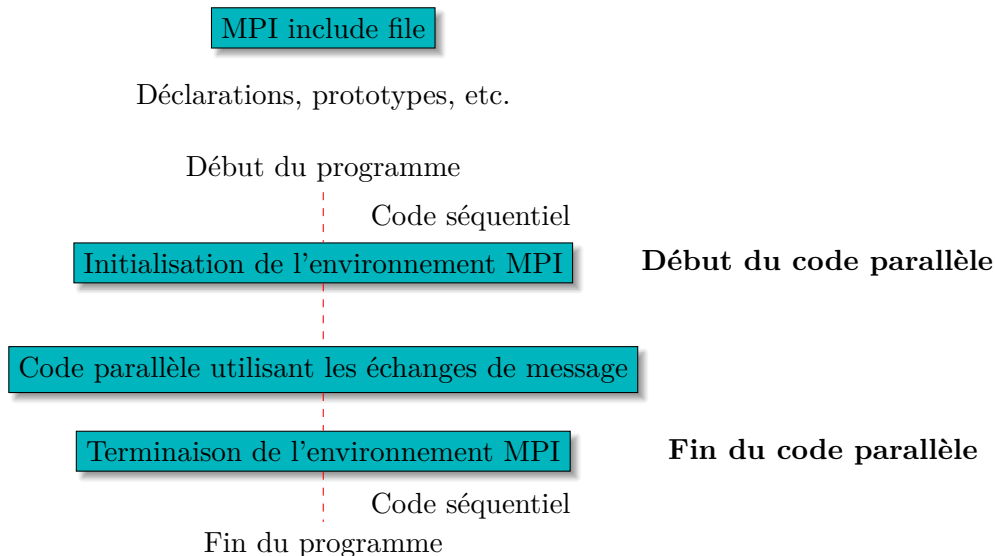 MPI include file
Déclarations, prototypes, etc.
Début du programme
Code séquentiel
Initialisation de l'environnement MPI
Début du code parallèle
Code parallèle utilisant les échanges de message
Terminaison de l'environnement MPI
Fin du code parallèle
Code séquentiel
Fin du programme